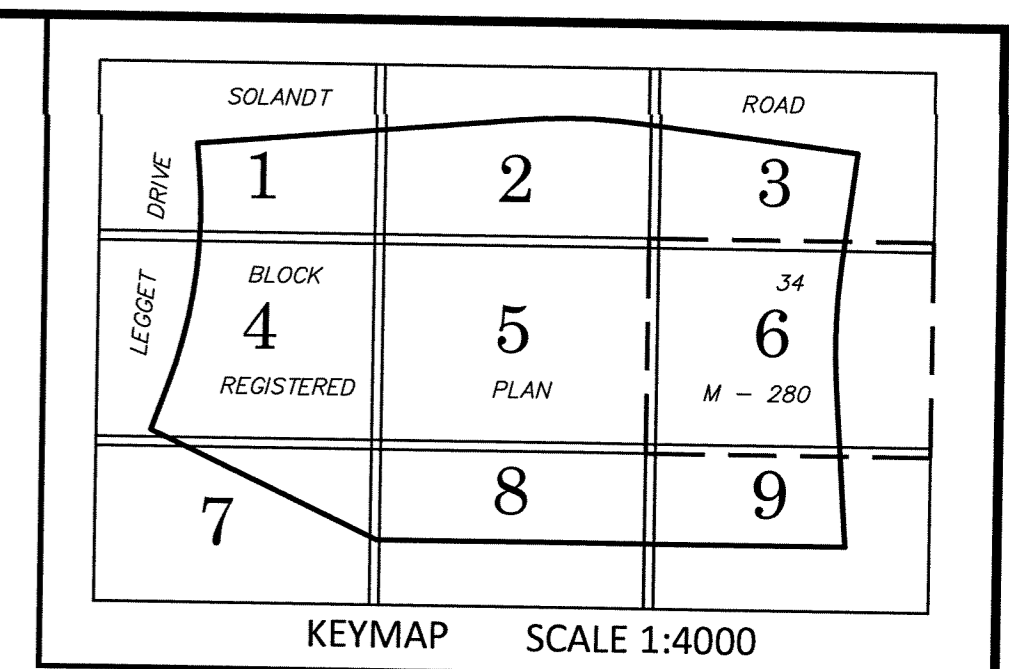 SOLANDT ROAD
1 2 3
DRIVE
LEGGET
BLOCK 34
4 5 6
REGISTERED PLAN M - 280
7 8 9
KEYMAP SCALE 1:4000